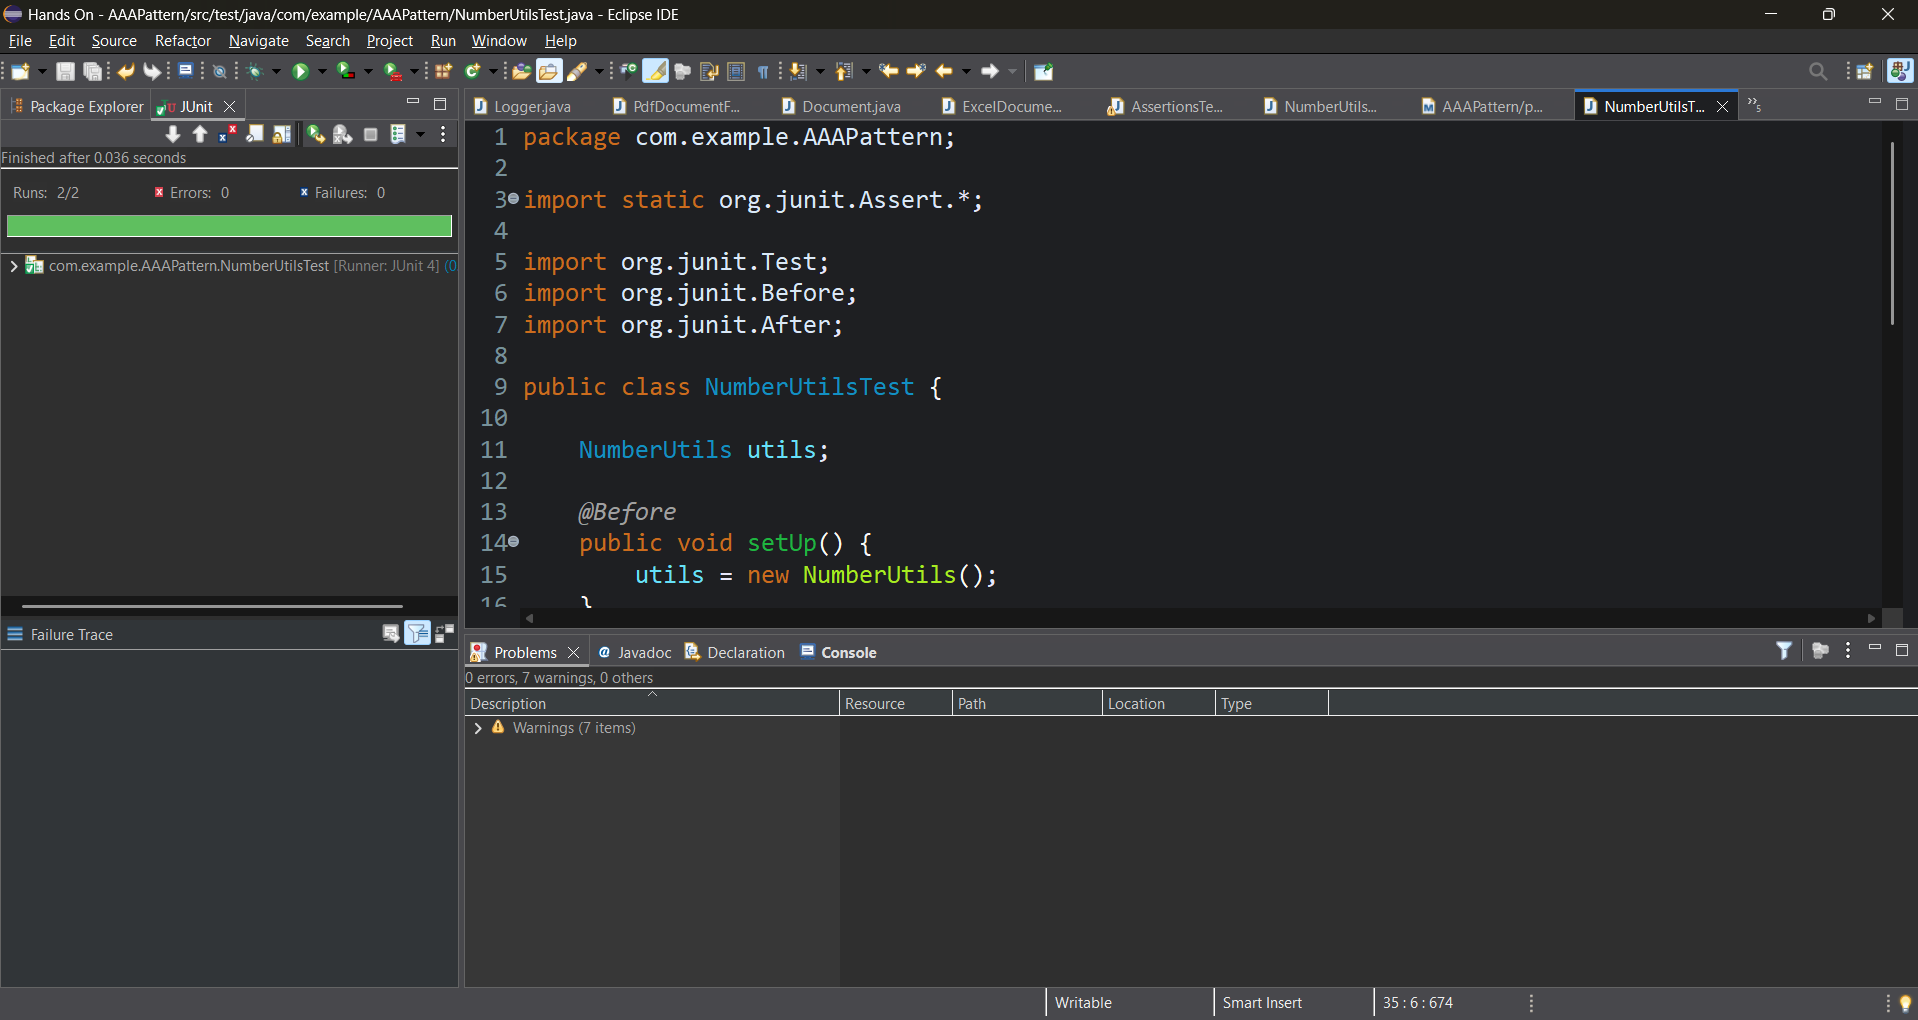 Hands On - AAAPattern/src/test/java/com/example/AAAPattern/NumberUtilsTest.java - Eclipse IDE
File Edit Source Refactor Navigate Search Project Run Window Help
Package Explorer
JUnit
Finished after 0.036 seconds
Runs: 2/2 Errors: 0 Failures: 0
com.example.AAAPattern.NumberUtilsTest [Runner: JUnit 4] (0
Failure Trace
Logger.java PdfDocumentF... Document.java ExcelDocume... AssertionsTe... NumberUtils... AAAPattern/p... NumberUtilsT... 5
1 package com.example.AAAPattern;
2
3 import static org.junit.Assert.*;
4
5 import org.junit.Test;
6 import org.junit.Before;
7 import org.junit.After;
8
9 public class NumberUtilsTest {
10
11 NumberUtils utils;
12
13 @Before
14 public void setUp() {
15 utils = new NumberUtils();
16 }
Problems @ Javadoc Declaration Console
0 errors, 7 warnings, 0 others
Description Resource Path Location Type
Warnings (7 items)
Writable Smart Insert 35 : 6 : 674